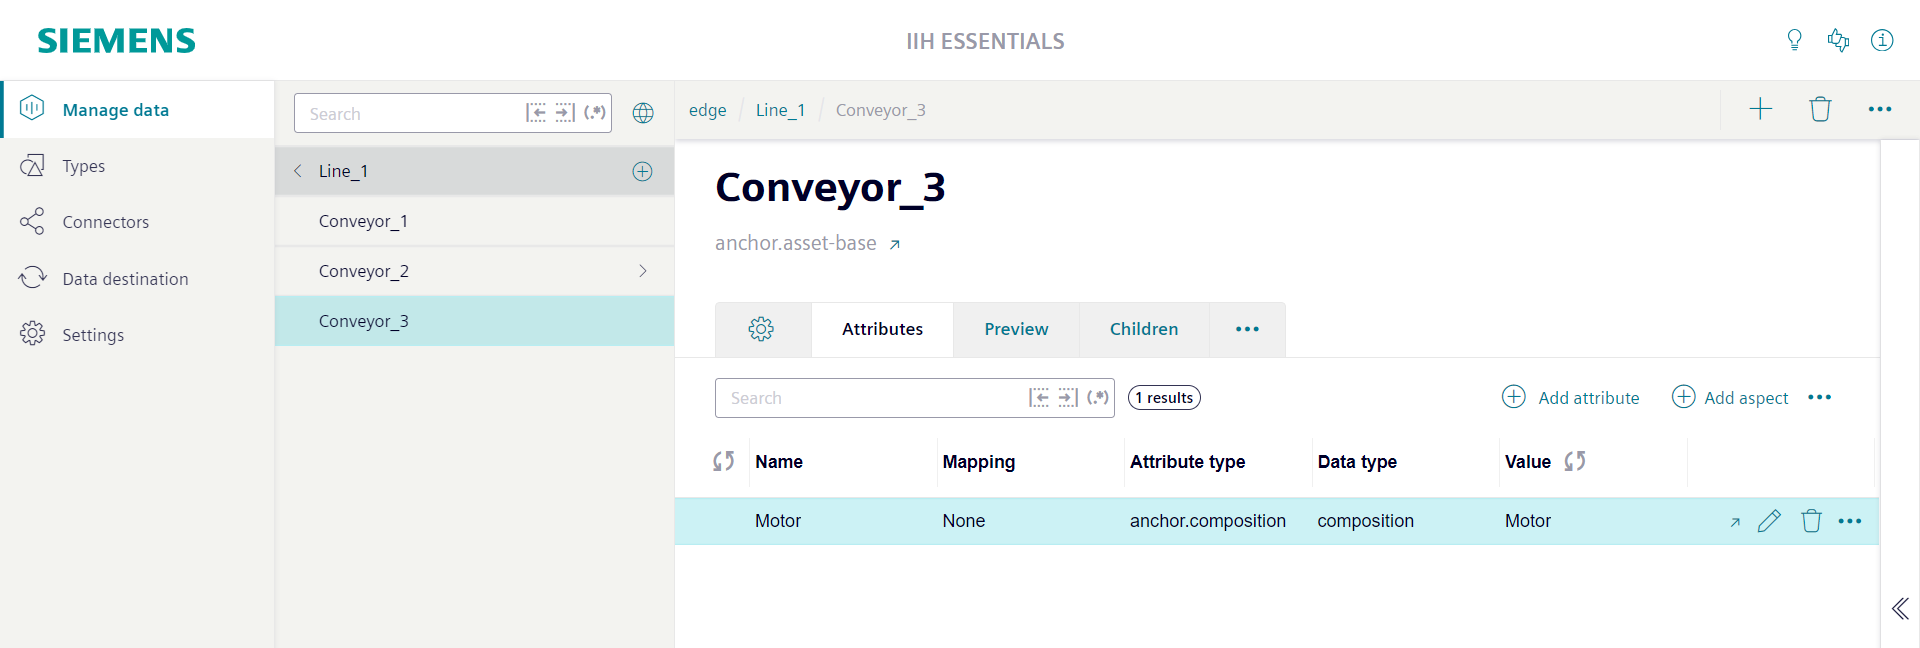 SIEMENS
IIH ESSENTIALS
Manage data
Types
Connectors
Data destination
Settings
Search (.*)
Line_1
Conveyor_1
Conveyor_2
Conveyor_3
edge Line_1 Conveyor_3
Conveyor_3
anchor.asset-base
Attributes Preview Children
Search (.*) 1 results Add attribute Add aspect
Name Mapping Attribute type Data type Value
Motor None anchor.composition composition Motor